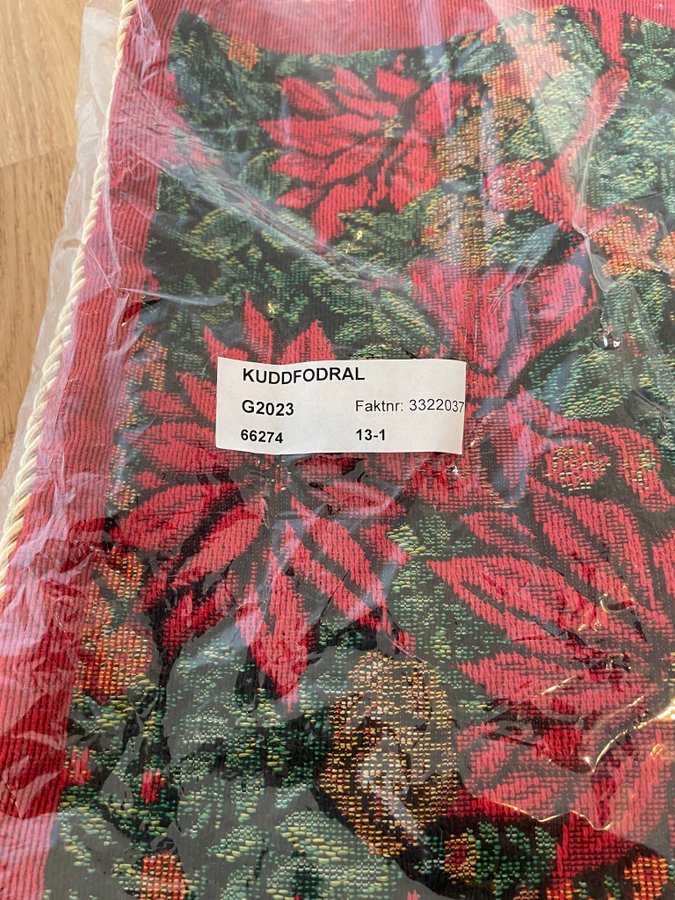 KUDDFODRAL
G2023 Faktnr: 3322037
66274 13-1